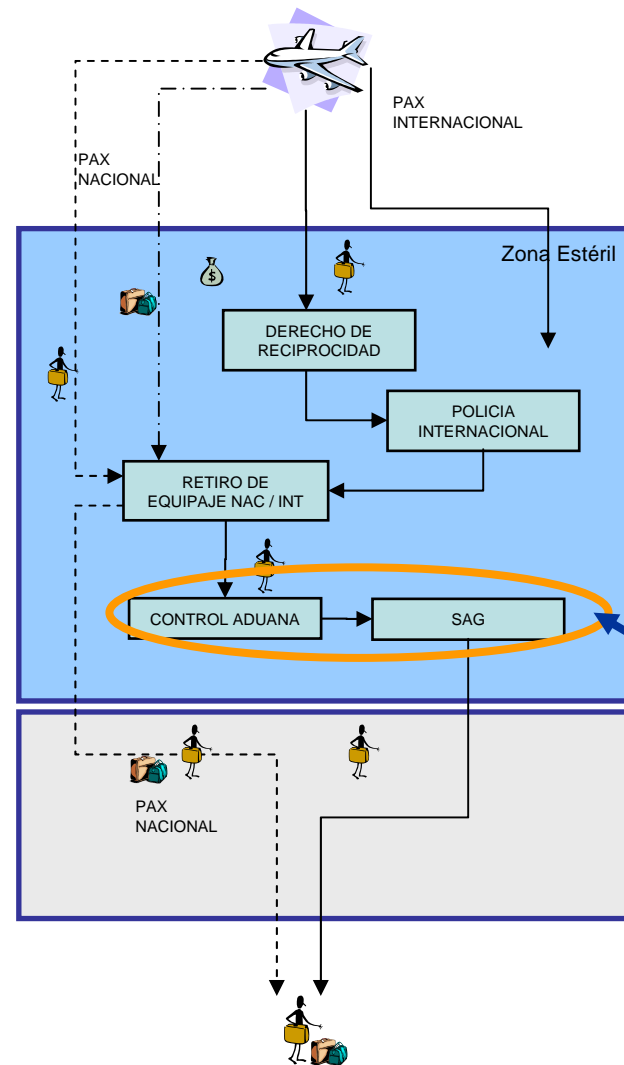 PAX
INTERNACIONAL
PAX
NACIONAL
Zona Estéril
$
DERECHO DE
RECIPROCIDAD
POLICIA
INTERNACIONAL
RETIRO DE
EQUIPAJE NAC / INT
CONTROL ADUANA
SAG
PAX
NACIONAL